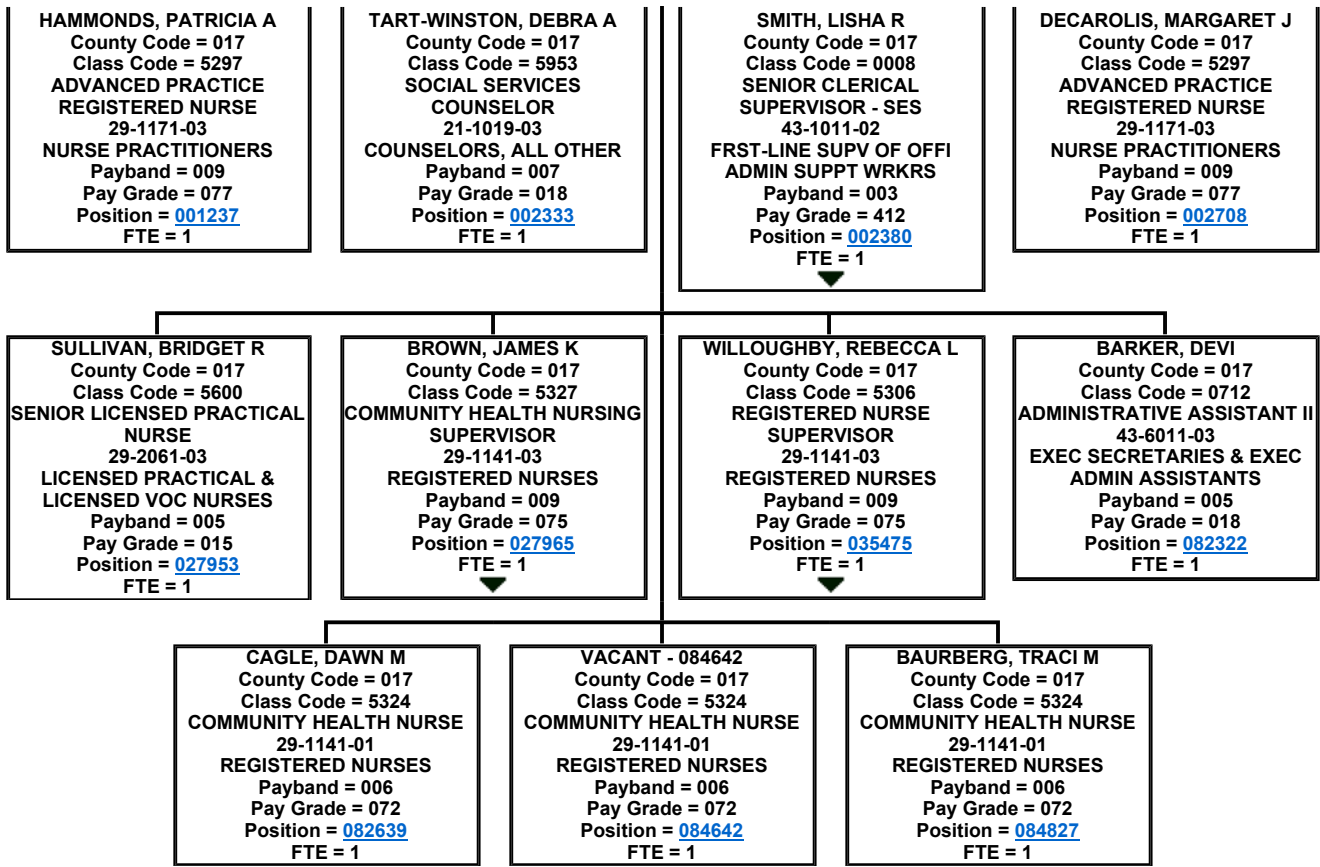 HAMMONDS, PATRICIA A
County Code = 017
Class Code = 5297
ADVANCED PRACTICE
REGISTERED NURSE
29-1171-03
NURSE PRACTITIONERS
Payband = 009
Pay Grade = 077
Position = 001237
FTE = 1
TART-WINSTON, DEBRA A
County Code = 017
Class Code = 5953
SOCIAL SERVICES
COUNSELOR
21-1019-03
COUNSELORS, ALL OTHER
Payband = 007
Pay Grade = 018
Position = 002333
FTE = 1
SMITH, LISHA R
County Code = 017
Class Code = 0008
SENIOR CLERICAL
SUPERVISOR - SES
43-1011-02
FRST-LINE SUPV OF OFFI
ADMIN SUPPT WRKRS
Payband = 003
Pay Grade = 412
Position = 002380
FTE = 1
DECAROLIS, MARGARET J
County Code = 017
Class Code = 5297
ADVANCED PRACTICE
REGISTERED NURSE
29-1171-03
NURSE PRACTITIONERS
Payband = 009
Pay Grade = 077
Position = 002708
FTE = 1
SULLIVAN, BRIDGET R
County Code = 017
Class Code = 5600
SENIOR LICENSED PRACTICAL
NURSE
29-2061-03
LICENSED PRACTICAL &
LICENSED VOC NURSES
Payband = 005
Pay Grade = 015
Position = 027953
FTE = 1
BROWN, JAMES K
County Code = 017
Class Code = 5327
COMMUNITY HEALTH NURSING
SUPERVISOR
29-1141-03
REGISTERED NURSES
Payband = 009
Pay Grade = 075
Position = 027965
FTE = 1
WILLOUGHBY, REBECCA L
County Code = 017
Class Code = 5306
REGISTERED NURSE
SUPERVISOR
29-1141-03
REGISTERED NURSES
Payband = 009
Pay Grade = 075
Position = 035475
FTE = 1
BARKER, DEVI
County Code = 017
Class Code = 0712
ADMINISTRATIVE ASSISTANT II
43-6011-03
EXEC SECRETARIES & EXEC
ADMIN ASSISTANTS
Payband = 005
Pay Grade = 018
Position = 082322
FTE = 1
CAGLE, DAWN M
County Code = 017
Class Code = 5324
COMMUNITY HEALTH NURSE
29-1141-01
REGISTERED NURSES
Payband = 006
Pay Grade = 072
Position = 082639
FTE = 1
VACANT - 084642
County Code = 017
Class Code = 5324
COMMUNITY HEALTH NURSE
29-1141-01
REGISTERED NURSES
Payband = 006
Pay Grade = 072
Position = 084642
FTE = 1
BAURBERG, TRACI M
County Code = 017
Class Code = 5324
COMMUNITY HEALTH NURSE
29-1141-01
REGISTERED NURSES
Payband = 006
Pay Grade = 072
Position = 084827
FTE = 1